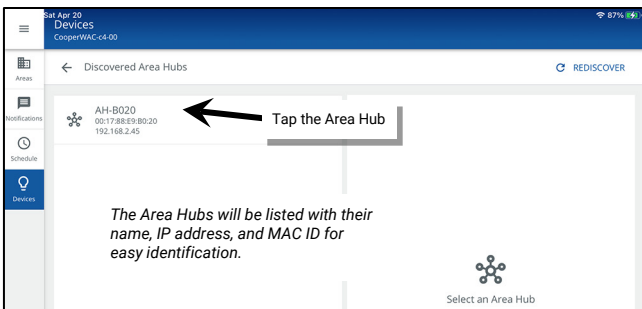 Sat Apr 20
87%
Devices
CooperWAC-c4-00
Areas
Discovered Area Hubs
REDISCOVER
Notifications
AH-B020
00:17:88:E9:B0:20
192.168.2.45
Tap the Area Hub
Schedule
Devices
The Area Hubs will be listed with their
name, IP address, and MAC ID for
easy identification.
Select an Area Hub